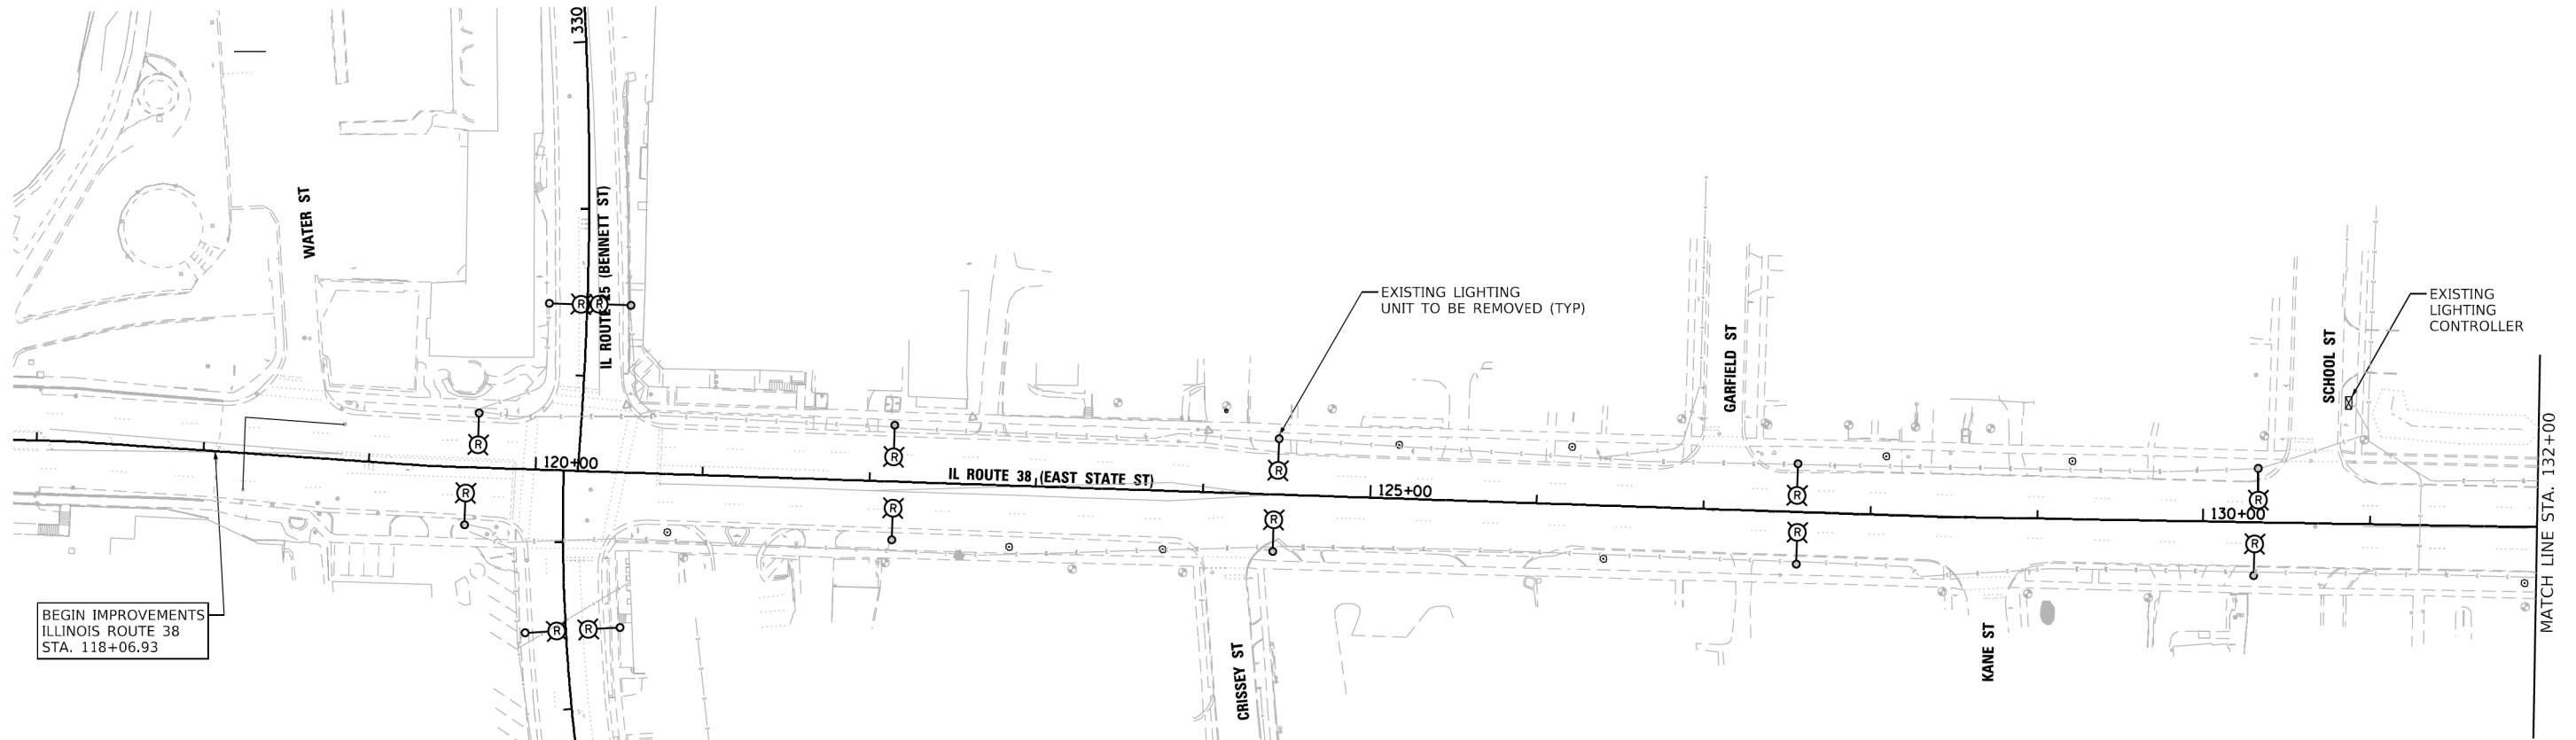 330
WATER ST
IL ROUTE 25 (BENNETT ST)
R
R
EXISTING LIGHTING
UNIT TO BE REMOVED (TYP)
GARFIELD ST
SCHOOL ST
EXISTING
LIGHTING
CONTROLLER
R
R
R
R
R
120+00
IL ROUTE 38 (EAST STATE ST)
125+00
130+00
MATCH LINE STA. 132+00
R
R
R
R
R
BEGIN IMPROVEMENTS
ILLINOIS ROUTE 38
STA. 118+06.93
R
R
CRISSEY ST
KANE ST